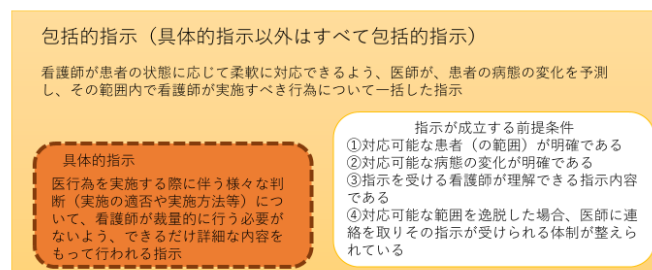 包括的指示（具体的指示以外はすべて包括的指示）
看護師が患者の状態に応じて柔軟に対応できるよう、医師が、患者の病態の変化を予測
し、その範囲内で看護師が実施すべき行為について一括した指示
具体的指示
医行為を実施する際に伴う様々な判
断（実施の適否や実施方法等）につ
いて、看護師が裁量的に行う必要が
ないよう、できるだけ詳細な内容を
もって行われる指示
指示が成立する前提条件
①対応可能な患者（の範囲）が明確である
②対応可能な病態の変化が明確である
③指示を受ける看護師が理解できる指示内容
である
④対応可能な範囲を逸脱した場合、医師に連
絡を取りその指示が受けられる体制が整えら
れている